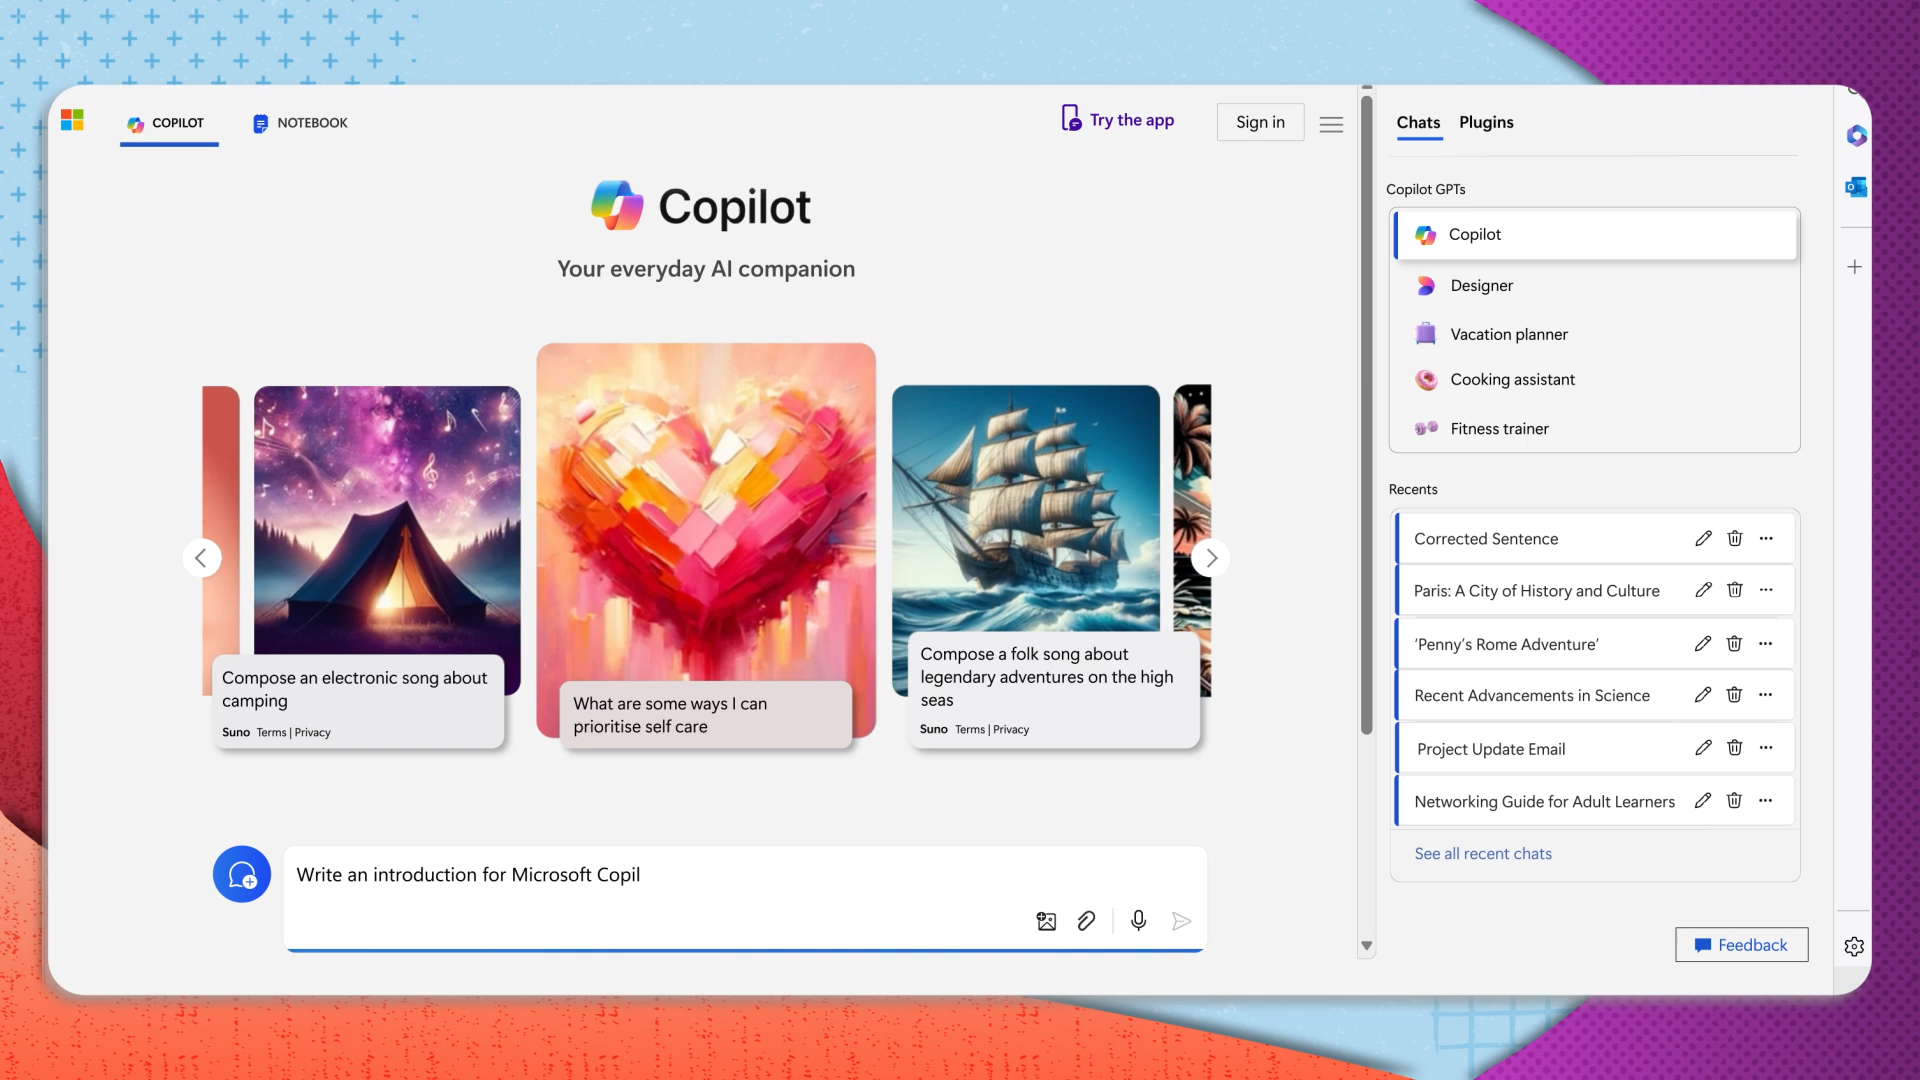 COPILOT
NOTEBOOK
Try the app
Sign in
Copilot
Your everyday AI companion
Compose an electronic song about
camping
Suno Terms | Privacy
What are some ways I can
prioritise self care
Compose a folk song about
legendary adventures on the high
seas
Suno Terms | Privacy
Write an introduction for Microsoft Copil
Chats Plugins
Copilot GPTs
Copilot
Designer
Vacation planner
Cooking assistant
Fitness trainer
Recents
Corrected Sentence
Paris: A City of History and Culture
‘Penny’s Rome Adventure’
Recent Advancements in Science
Project Update Email
Networking Guide for Adult Learners
See all recent chats
Feedback